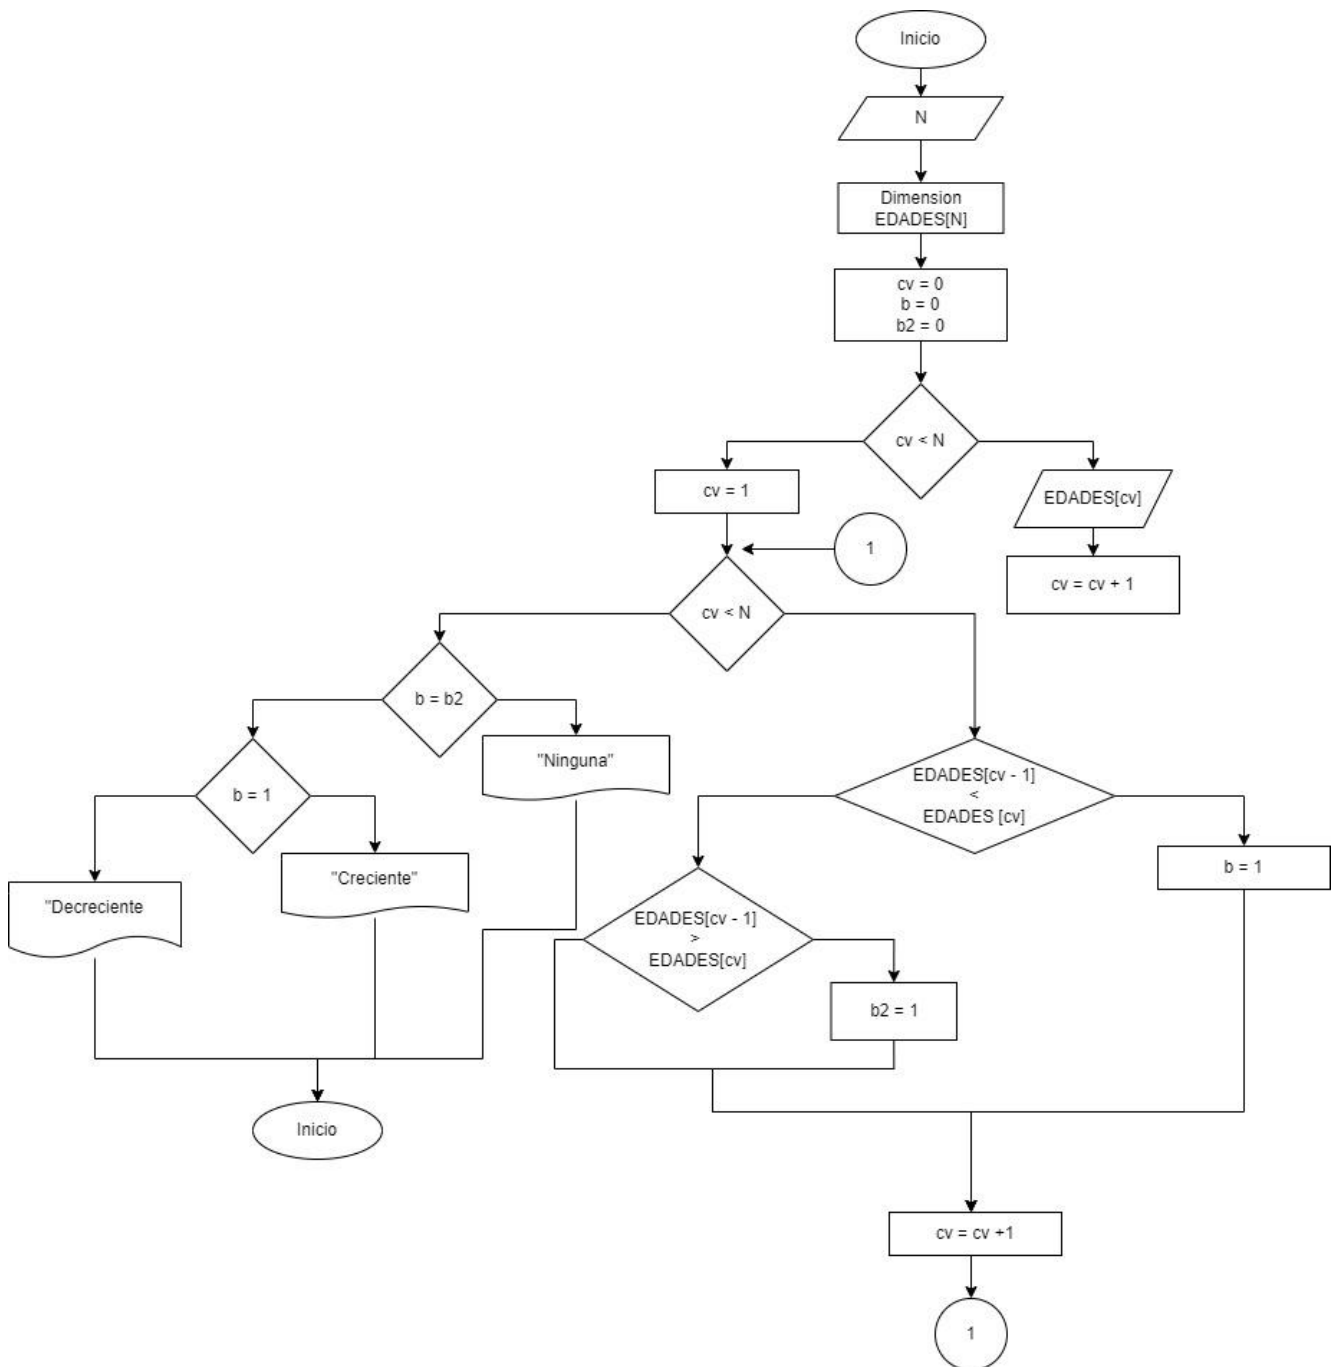 Inicio
N
Dimension
EDADES[N]
cv = 0
b = 0
b2 = 0
cv < N
cv = 1
EDADES[cv]
1
cv = cv + 1
cv < N
b = b2
"Ninguna"
EDADES[cv - 1]
<
EDADES [cv]
b = 1
b = 1
"Creciente"
"Decreciente
EDADES[cv - 1]
>
EDADES[cv]
b2 = 1
Inicio
cv = cv +1
1